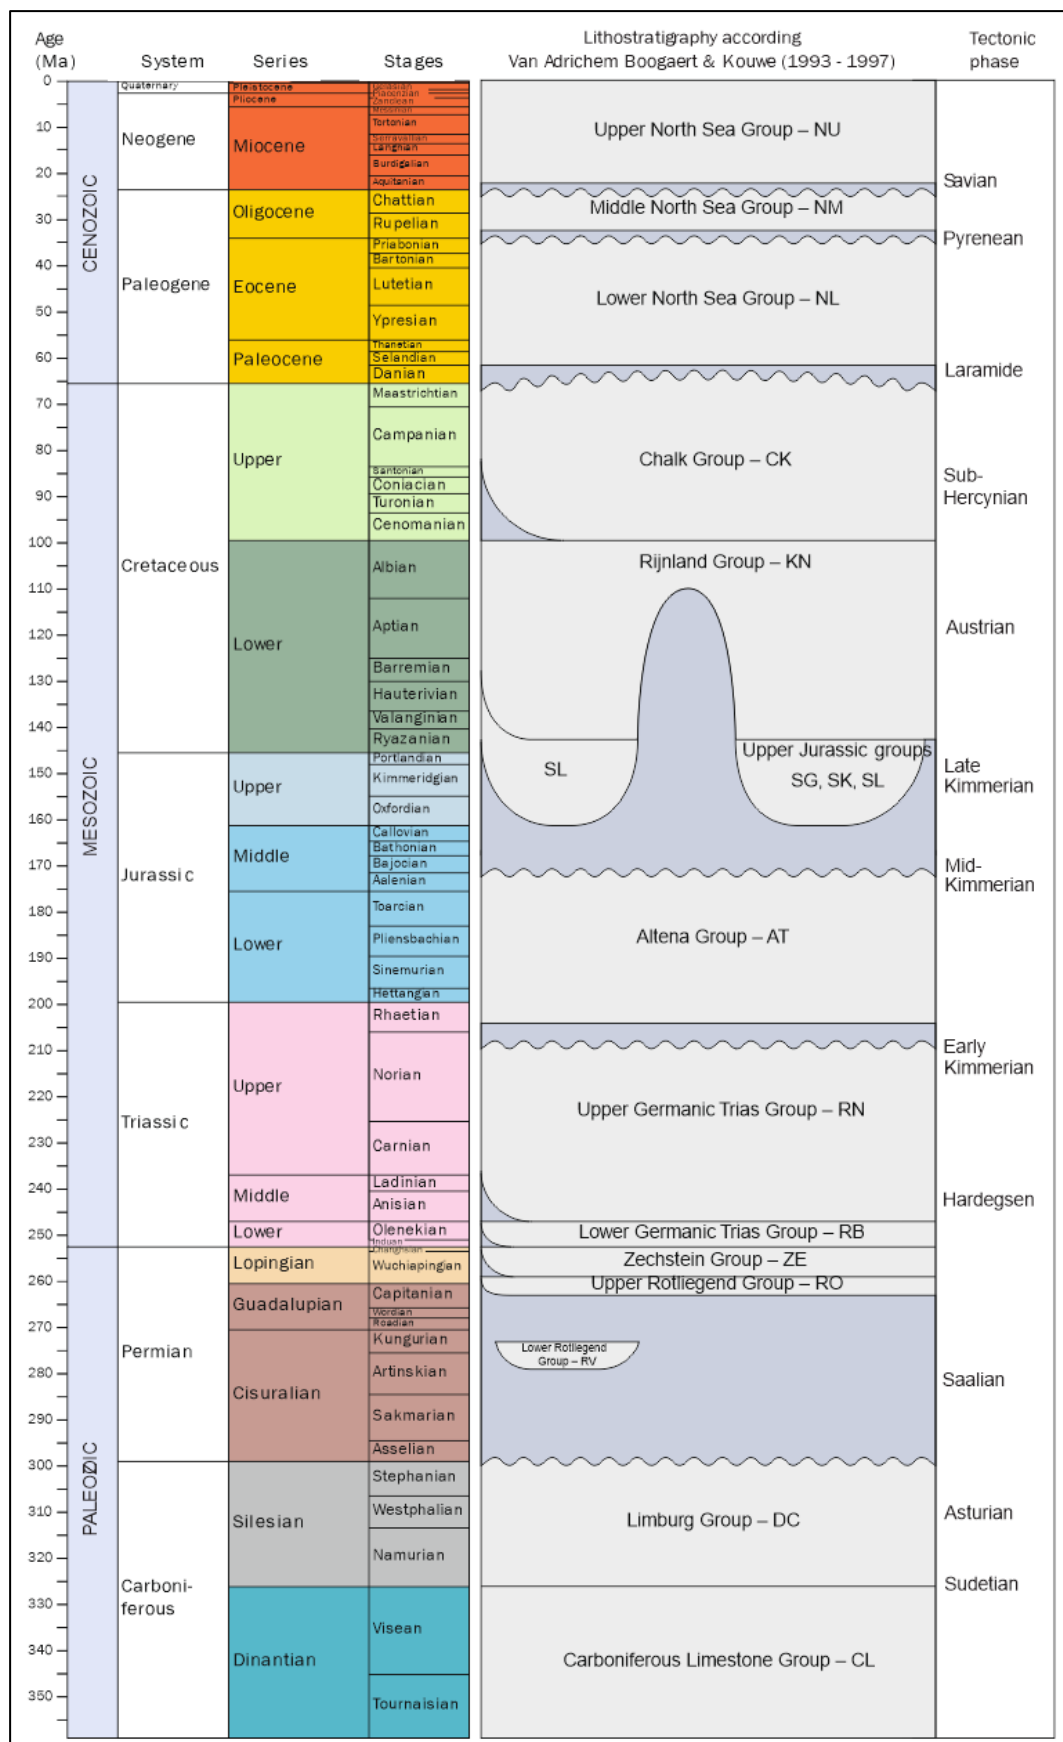 Age
(Ma)
System
Series
Stages
Lithostratigraphy according
Van Adrichem Boogaert & Kouwe (1993 - 1997)
Tectonic
phase
0
10
20
30
40
50
60
70
80
90
100
110
120
130
140
150
160
170
180
190
200
210
220
230
240
250
260
270
280
290
300
310
320
330
340
350
CENOZOIC
MESOZOIC
PALEOZOIC
Quaternary
Neogene
Paleogene
Cretaceous
Jurassic
Triassic
Permian
Carboni-
ferous
Pleistocene
Pliocene
Miocene
Oligocene
Eocene
Paleocene
Upper
Lower
Upper
Middle
Lower
Upper
Middle
Lower
Lopingian
Guadalupian
Cisuralian
Silesian
Dinantian
Gelasian
Piacenzian
Zanclean
Messinian
Tortonian
Serravallian
Langhian
Burdigalian
Aquitanian
Chattian
Rupelian
Priabonian
Bartonian
Lutetian
Ypresian
Thanetian
Selandian
Danian
Maastrichtian
Campanian
Santonian
Coniacian
Turonian
Cenomanian
Albian
Aptian
Barremian
Hauterivian
Valanginian
Ryazanian
Portlandian
Kimmeridgian
Oxfordian
Callovian
Bathonian
Bajocian
Aalenian
Toarcian
Pliensbachian
Sinemurian
Hettangian
Rhaetian
Norian
Carnian
Ladinian
Anisian
Olenekian
Induan
Changhsian
Wuchiapingian
Capitanian
Wordian
Roadian
Kungurian
Artinskian
Sakmarian
Asselian
Stephanian
Westphalian
Namurian
Visean
Tournaisian
Upper North Sea Group – NU
Middle North Sea Group – NM
Lower North Sea Group – NL
Chalk Group – CK
Rijnland Group – KN
SL
Upper Jurassic groups
SG, SK, SL
Altena Group – AT
Upper Germanic Trias Group – RN
Lower Germanic Trias Group – RB
Zechstein Group – ZE
Upper Rotliegend Group – RO
Lower Rotliegend
Group – RV
Limburg Group – DC
Carboniferous Limestone Group – CL
Savian
Pyrenean
Laramide
Sub-
Hercynian
Austrian
Late
Kimmerian
Mid-
Kimmerian
Early
Kimmerian
Hardegsen
Saalian
Asturian
Sudetian